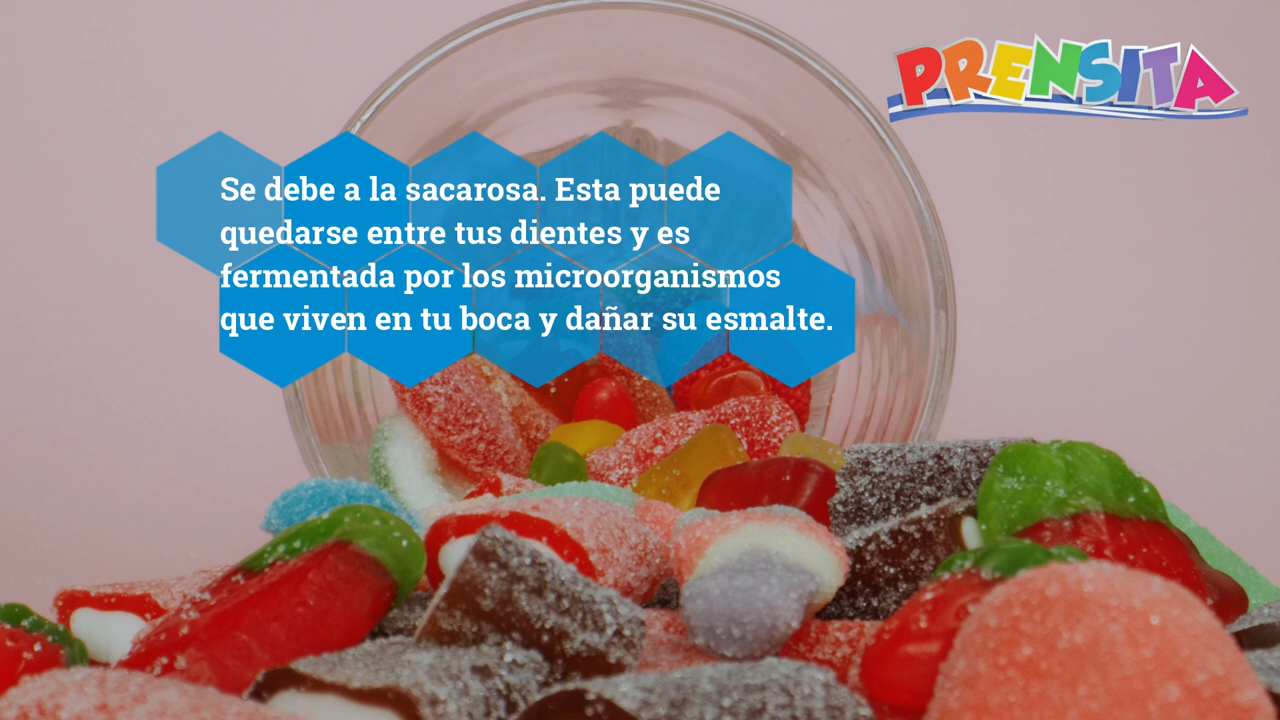 PRENSITA
Se debe a la sacarosa. Esta puede
quedarse entre tus dientes y es
fermentada por los microorganismos
que viven en tu boca y dañar su esmalte.